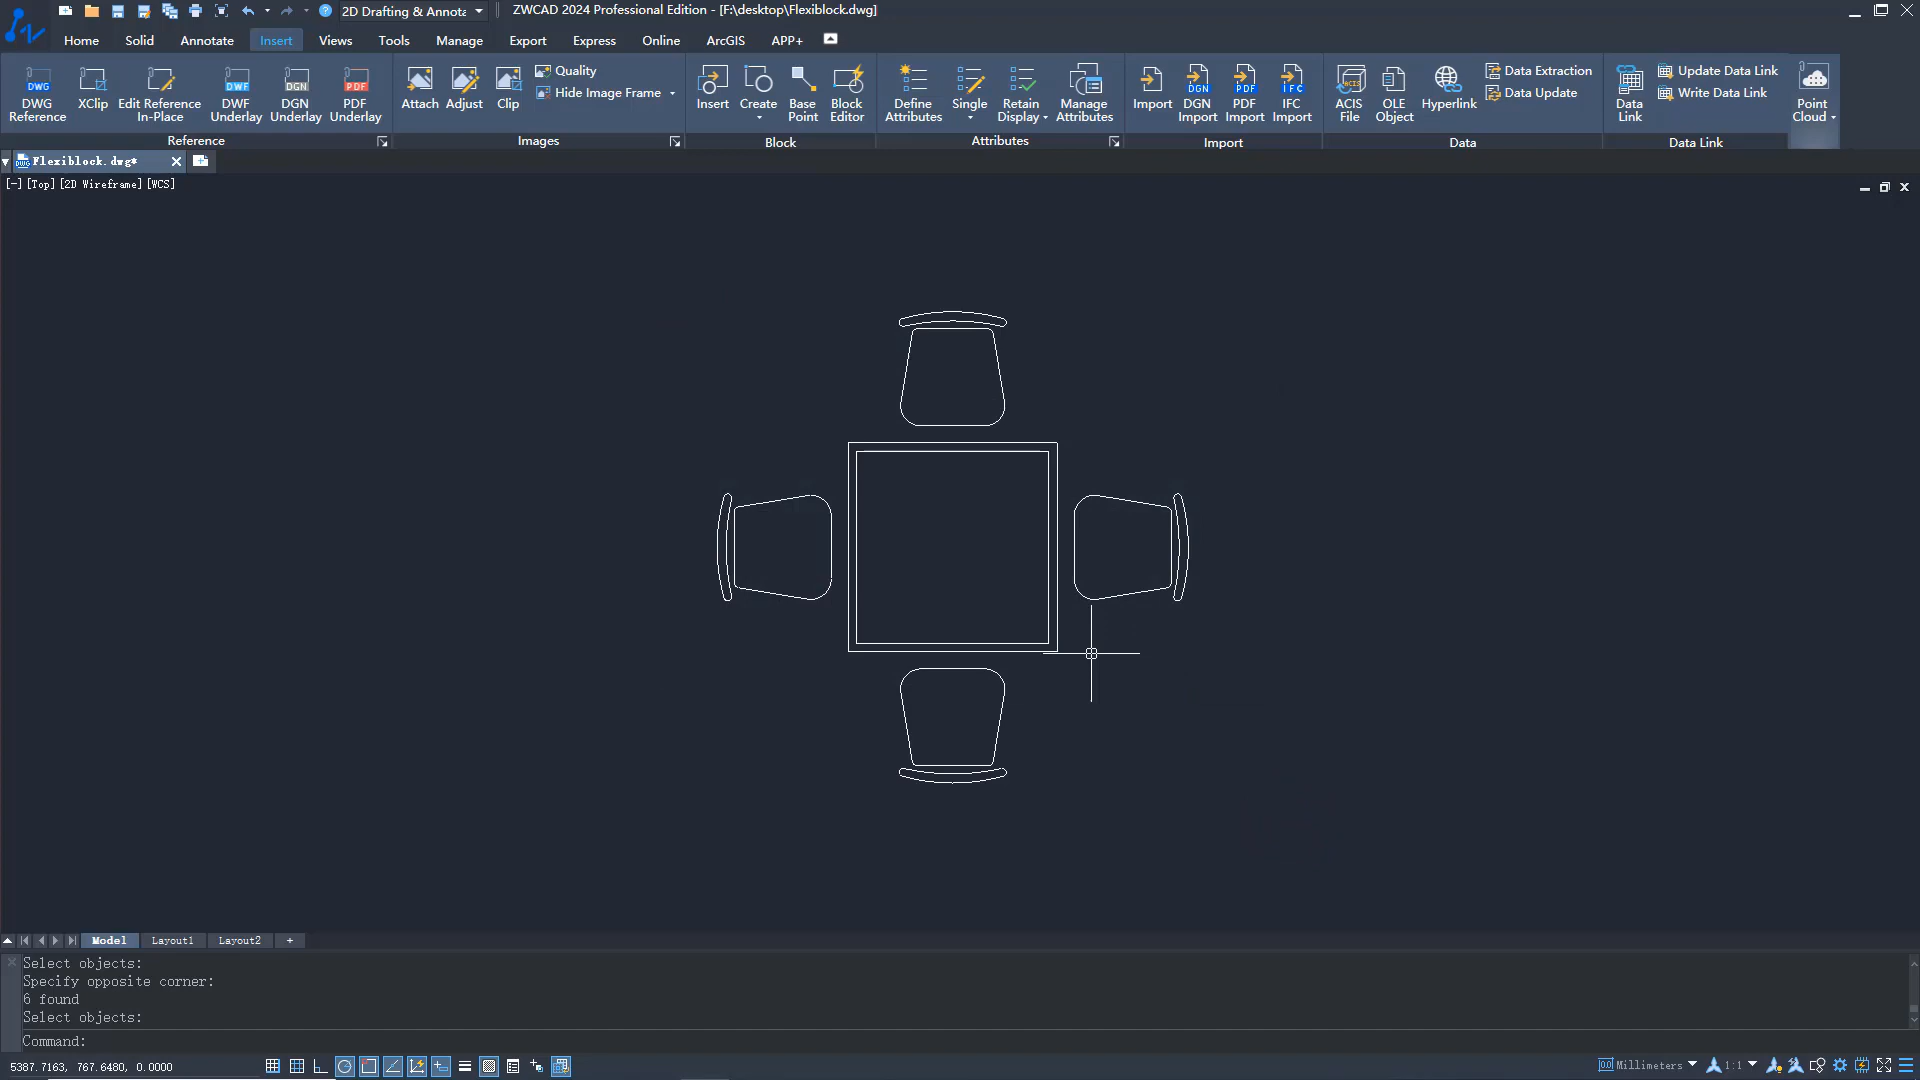 2D Drafting & Annota
ZWCAD 2024 Professional Edition - [F:\desktop\Flexiblock.dwg]
Home Solid Annotate Insert Views Tools Manage Export Express Online ArcGIS APP+
DWG Reference
XClip
Edit Reference In-Place
DWF Underlay
DGN Underlay
PDF Underlay
Reference
Attach
Adjust
Clip
Quality
Hide Image Frame
Images
Insert
Create
Base Point
Block Editor
Block
Define Attributes
Single
Retain Display
Manage Attributes
Attributes
Import
DGN Import
PDF Import
IFC Import
Import
ACIS File
OLE Object
Hyperlink
Data Extraction
Data Update
Data
Data Link
Update Data Link
Write Data Link
Data Link
Point Cloud
Flexiblock.dwg*
[-][Top][2D Wireframe][WCS]
Model Layout1 Layout2 +
Select objects:
Specify opposite corner:
6 found
Select objects:
Command:
5387.7163, 767.6480, 0.0000
Millimeters
1:1